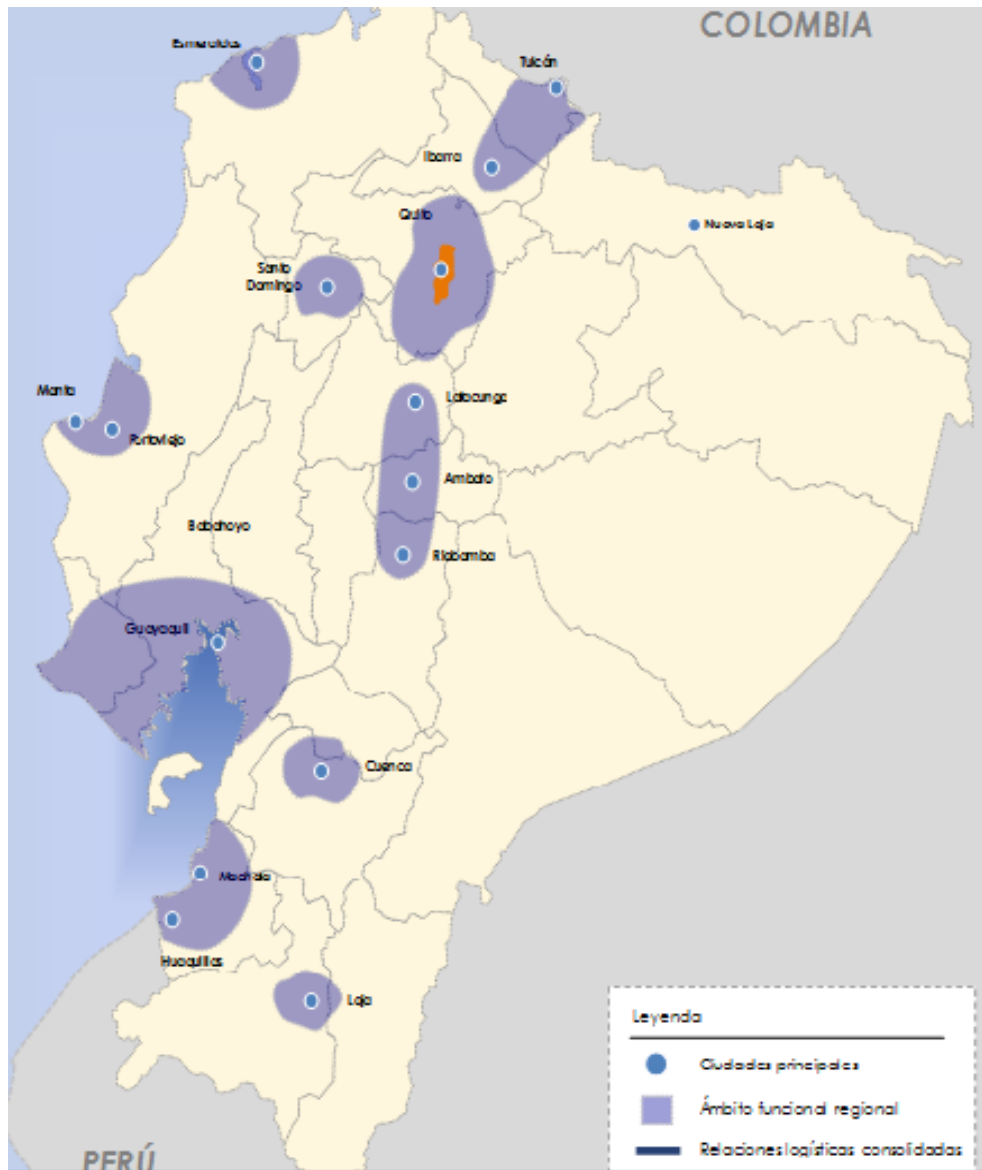 COLOMBIA
Esmeraldas
Tulcán
Ibarra
Quito
Nueva Loja
Santo
Domingo
Manta
Portoviejo
Latacunga
Ambato
Babahoyo
Riobamba
Guayaquil
Cuenca
Machala
Huaquillas
Loja
PERÚ
Leyenda
Ciudades principales
Ámbito funcional regional
Relaciones logísticas consolidadas